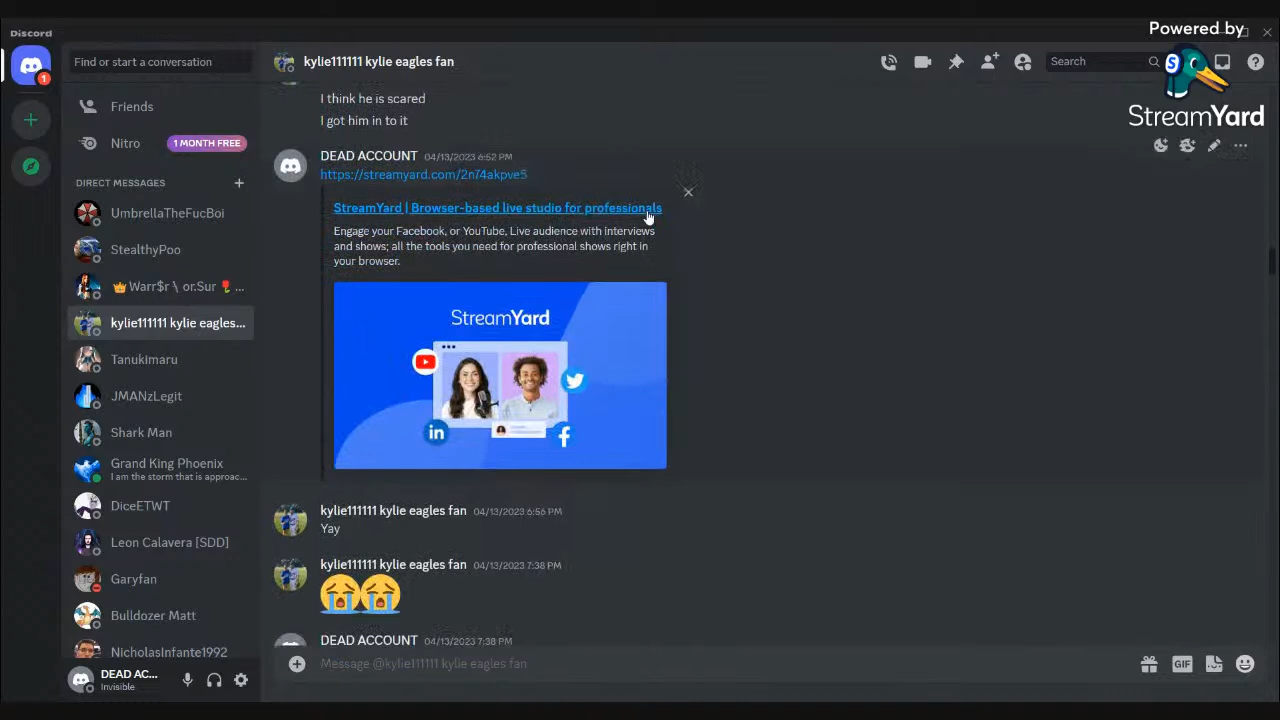 Discord
Powered by
StreamYard
Find or start a conversation
kylie111111 kylie eagles fan
Search
1
Friends
Nitro
1 MONTH FREE
DIRECT MESSAGES
UmbrellaTheFucBoi
StealthyPoo
Warr$r \ or.Sur 🌹 ...
kylie111111 kylie eagles...
Tanukimaru
JMANzLegit
Shark Man
Grand King Phoenix
I am the storm that is approac...
DiceETWT
Leon Calavera [SDD]
Garyfan
Bulldozer Matt
NicholasInfante1992
DEAD AC...
Invisible
I think he is scared
I got him in to it
DEAD ACCOUNT 04/13/2023 6:52 PM
https://streamyard.com/2n74akpve5
StreamYard | Browser-based live studio for professionals
Engage your Facebook, or YouTube, Live audience with interviews
and shows; all the tools you need for professional shows right in
your browser.
StreamYard
in
kylie111111 kylie eagles fan 04/13/2023 6:56 PM
Yay
kylie111111 kylie eagles fan 04/13/2023 7:38 PM
😭😭
DEAD ACCOUNT 04/13/2023 7:38 PM
Message @kylie111111 kylie eagles fan
GIF